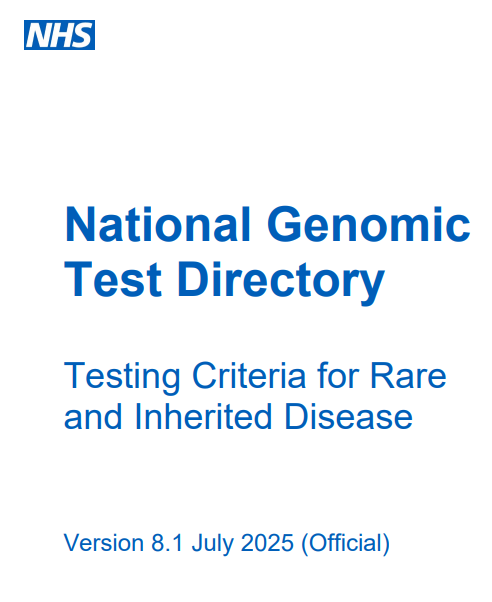 NHS
National Genomic
Test Directory
Testing Criteria for Rare
and Inherited Disease
Version 8.1 July 2025 (Official)